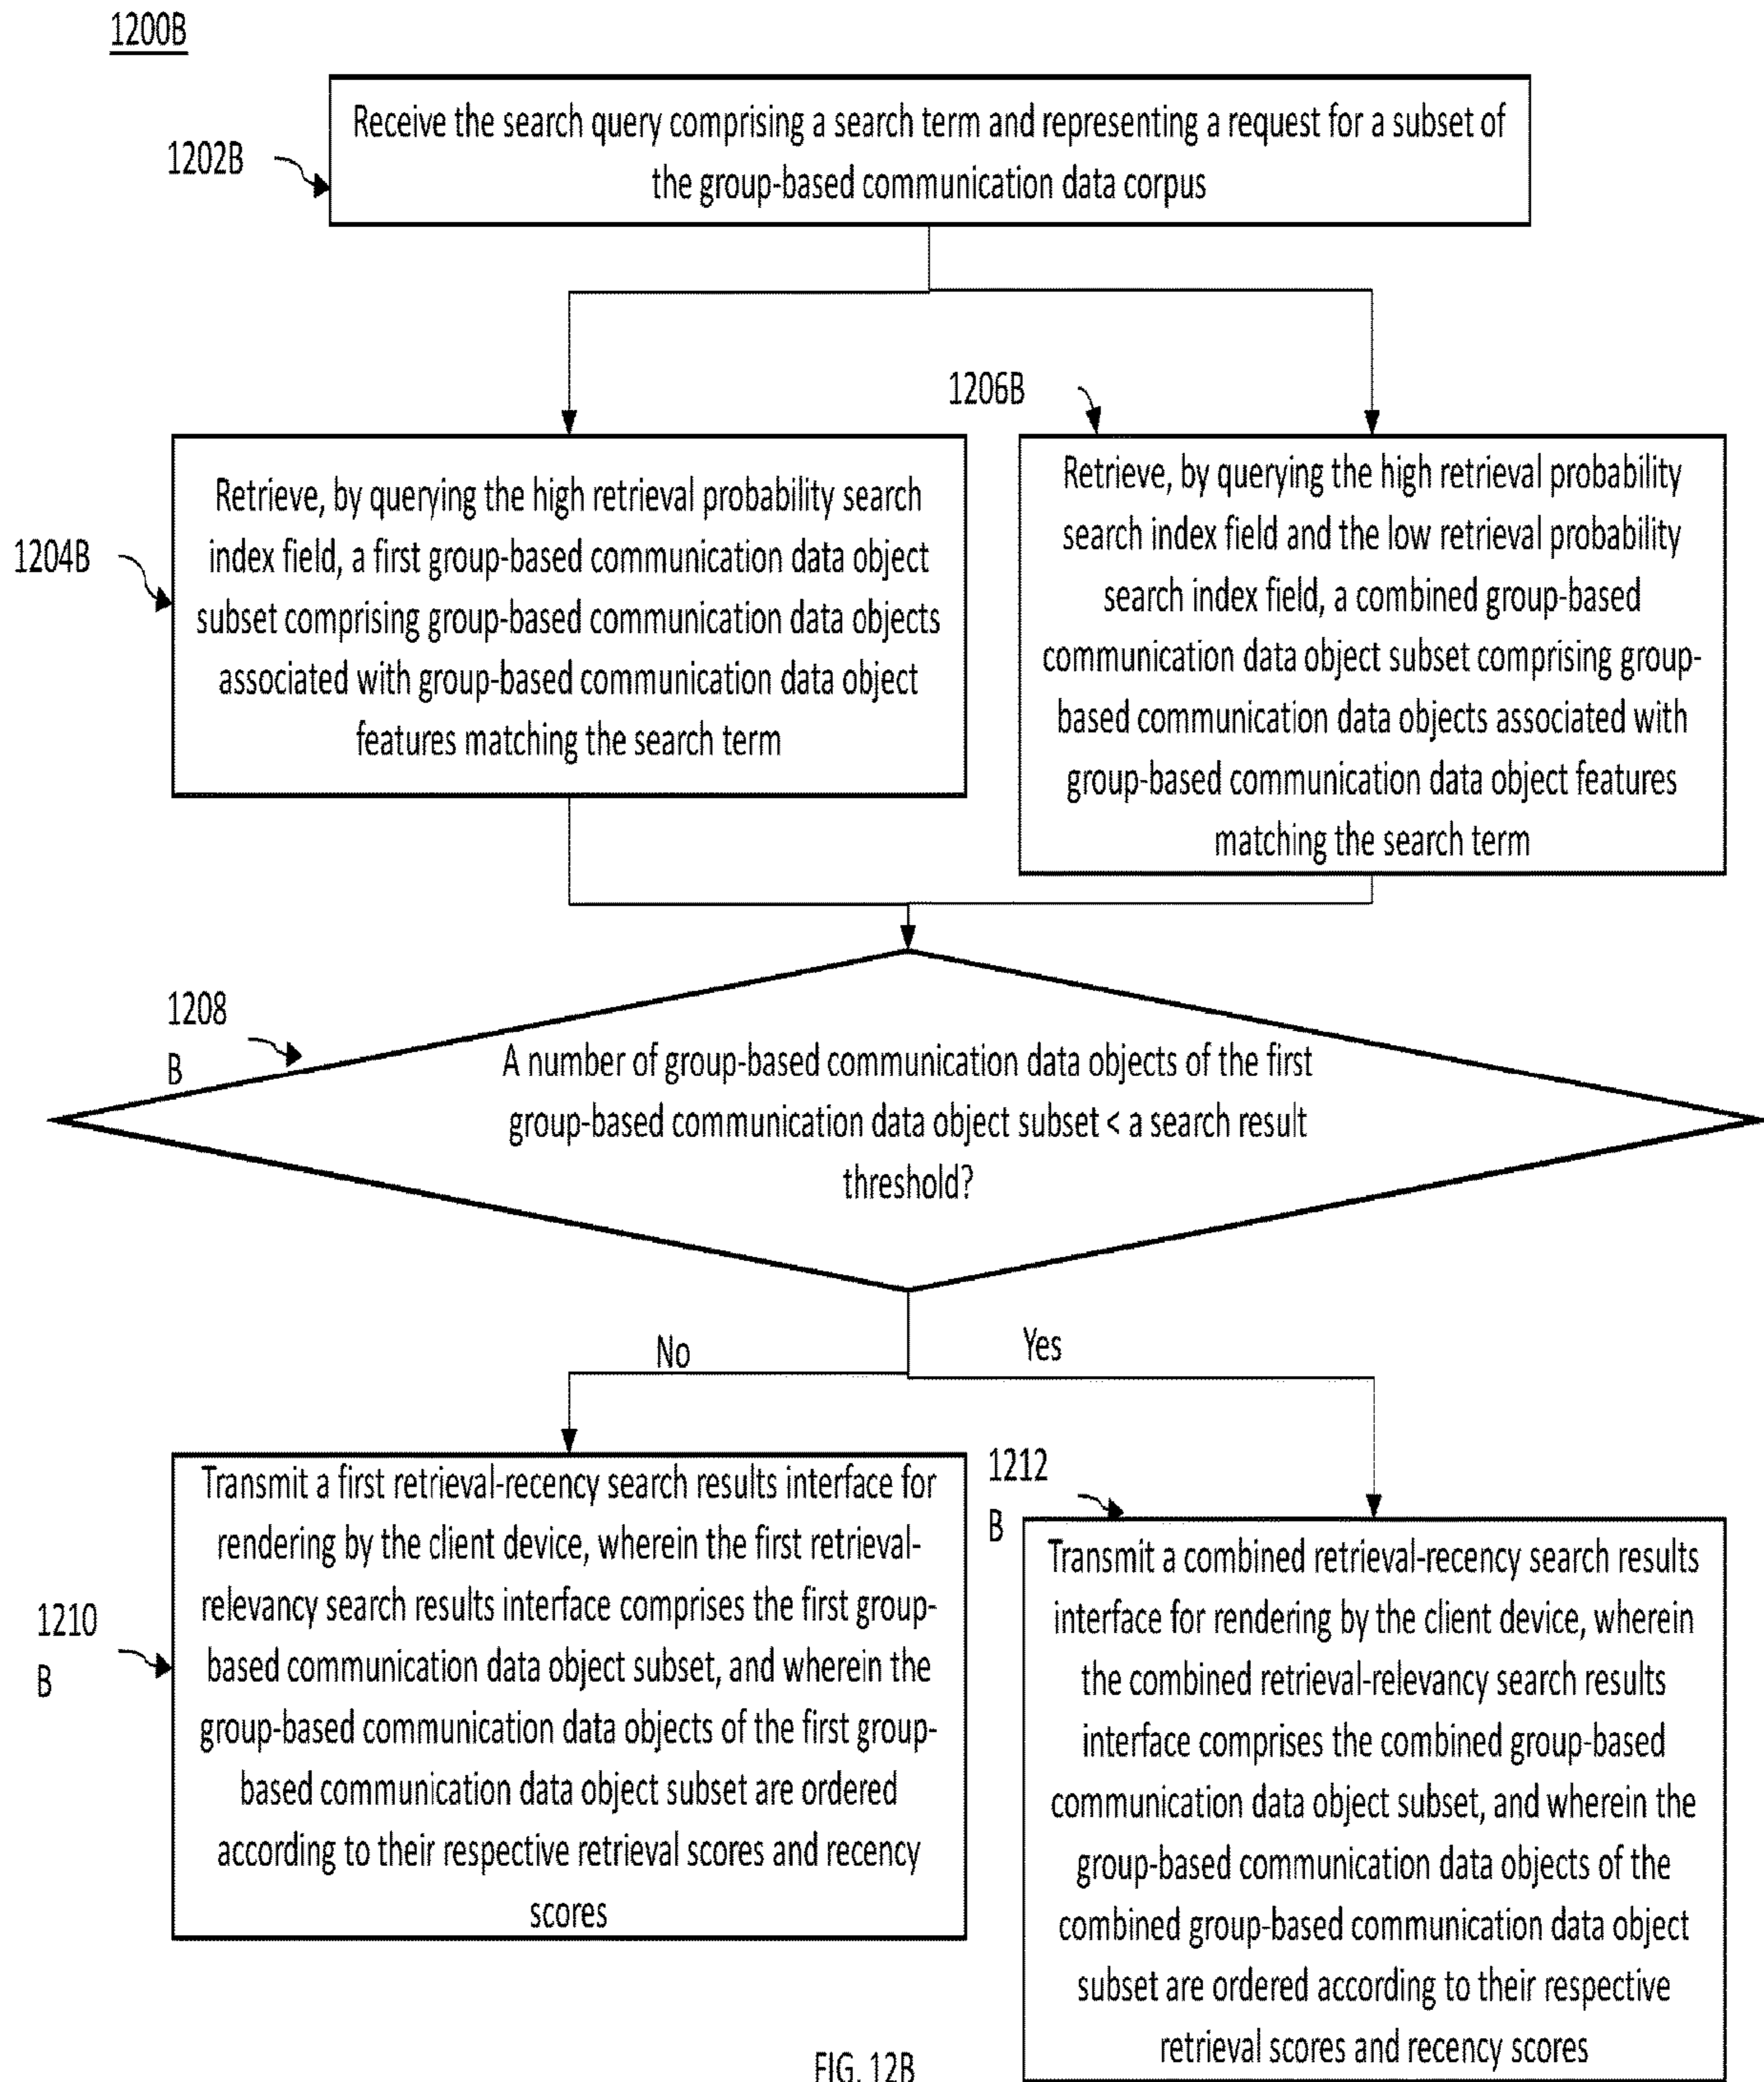 1200B
Receive the search query comprising a search term and representing a request for a subset of
the group-based communication data corpus
1202B
1206B
1204B
Retrieve, by querying the high retrieval probability search
index field, a first group-based communication data object
subset comprising group-based communication data objects
associated with group-based communication data object
features matching the search term
Retrieve, by querying the high retrieval probability
search index field and the low retrieval probability
search index field, a combined group-based
communication data object subset comprising group-
based communication data objects associated with
group-based communication data object features
matching the search term
1208
B
A number of group-based communication data objects of the first
group-based communication data object subset < a search result
threshold?
No
Yes
1210
B
Transmit a first retrieval-recency search results interface for
rendering by the client device, wherein the first retrieval-
relevancy search results interface comprises the first group-
based communication data object subset, and wherein the
group-based communication data objects of the first group-
based communication data object subset are ordered
according to their respective retrieval scores and recency
scores
1212
B
Transmit a combined retrieval-recency search results
interface for rendering by the client device, wherein
the combined retrieval-relevancy search results
interface comprises the combined group-based
communication data object subset, and wherein the
group-based communication data objects of the
combined group-based communication data object
subset are ordered according to their respective
retrieval scores and recency scores
FIG. 12B